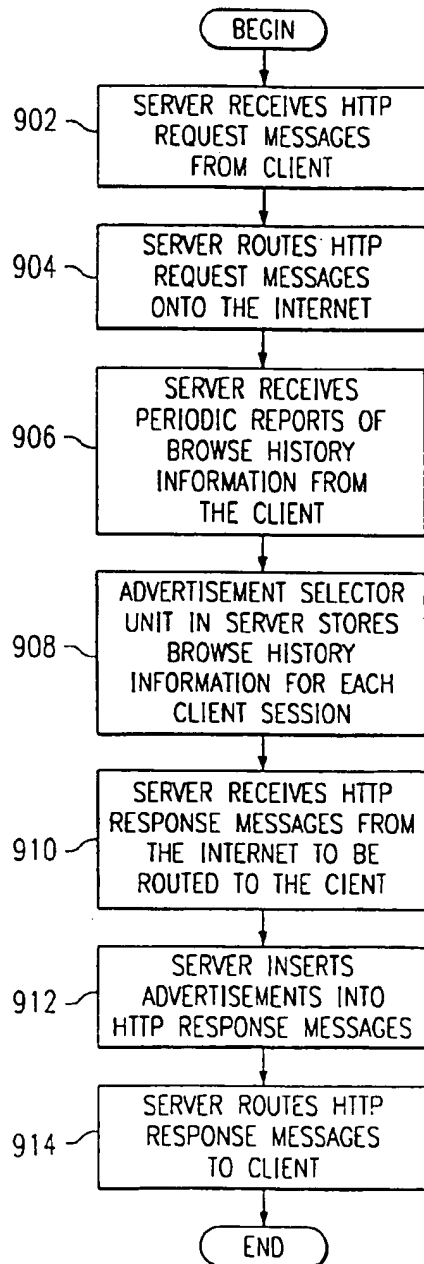 BEGIN
902
SERVER RECEIVES HTTP
REQUEST MESSAGES
FROM CLIENT
904
SERVER ROUTES HTTP
REQUEST MESSAGES
ONTO THE INTERNET
906
SERVER RECEIVES
PERIODIC REPORTS OF
BROWSE HISTORY
INFORMATION FROM
THE CLIENT
908
ADVERTISEMENT SELECTOR
UNIT IN SERVER STORES
BROWSE HISTORY
INFORMATION FOR EACH
CLIENT SESSION
910
SERVER RECEIVES HTTP
RESPONSE MESSAGES FROM
THE INTERNET TO BE
ROUTED TO THE CIENT
912
SERVER INSERTS
ADVERTISEMENTS INTO
HTTP RESPONSE MESSAGES
914
SERVER ROUTES HTTP
RESPONSE MESSAGES
TO CLIENT
END